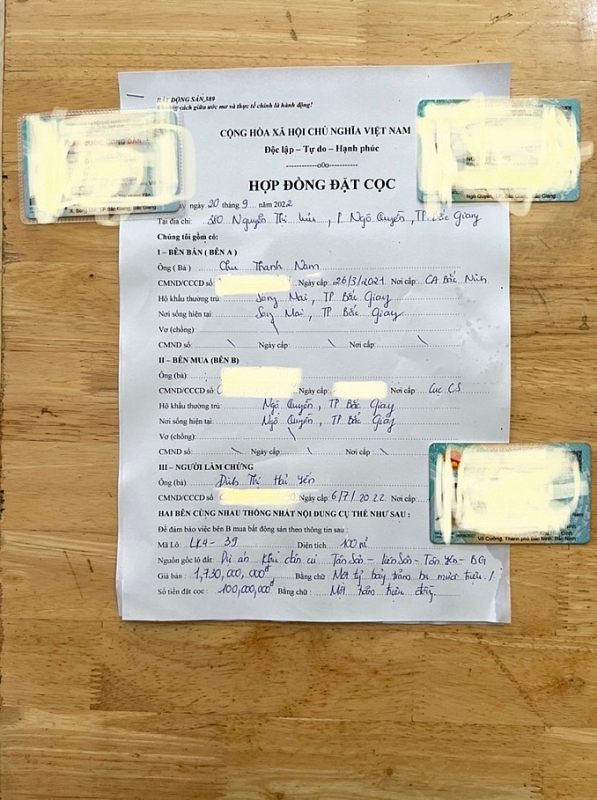 BẤT ĐỘNG SẢN 389
cách giữa ước mơ và thực tế chính là hành động!
CỘNG HÒA XÃ HỘI CHỦ NGHĨA VIỆT NAM
Độc lập – Tự do – Hạnh phúc
-----------o0o-----------
HỢP ĐỒNG ĐẶT CỌC
ngày 20 tháng 9 năm 2022
Tại địa chỉ: 380 Nguyễn Thị Lưu, P. Ngô Quyền, TP. Bắc Giang
Chúng tôi gồm có:
I – BÊN BÁN ( BÊN A )
Ông ( Bà ) Chu Thanh Nam
CMND/CCCD số Ngày cấp 26/3/2021 Nơi cấp CA Bắc Ninh
Hộ khẩu thường trú: Song Mai, TP Bắc Giang
Nơi sống hiện tại: Song Mai, TP Bắc Giang
Vợ (chồng)
CMND số: \ Ngày cấp \ Nơi cấp: \
II – BÊN MUA (BÊN B)
Ông (bà):
CMND/CCCD số Ngày cấp Nơi cấp Cục CS
Hộ khẩu thường trú: Ngô Quyền, TP Bắc Giang
Nơi sống hiện tại: Ngô Quyền, TP Bắc Giang
Vợ (chồng) \
CMND số: \ Ngày cấp \ Nơi cấp: \
III – NGƯỜI LÀM CHỨNG
Ông (bà) Đinh Thị Hải Yến
CMND/CCCD số Ngày cấp 6/7/2022 Nơi cấp
HAI BÊN CÙNG NHAU THỐNG NHẤT NỘI DUNG CỤ THỂ NHƯ SAU :
Để đảm bảo việc bên B mua bất động sản theo thông tin sau :
Mã Lô LK4 - 39 Diện tích 100 m²
Nguồn gốc lô đất: Dự án Khu dân cư Tân Sơn - Liên Sơn - Tân Yên - BG
Giá bán : 1,730,000,000đ Bằng chữ Một tỷ bảy trăm ba mươi triệu /
Số tiền đặt cọc : 100,000,000đ Bằng chữ : Một trăm triệu đồng
Ngô Quyền,